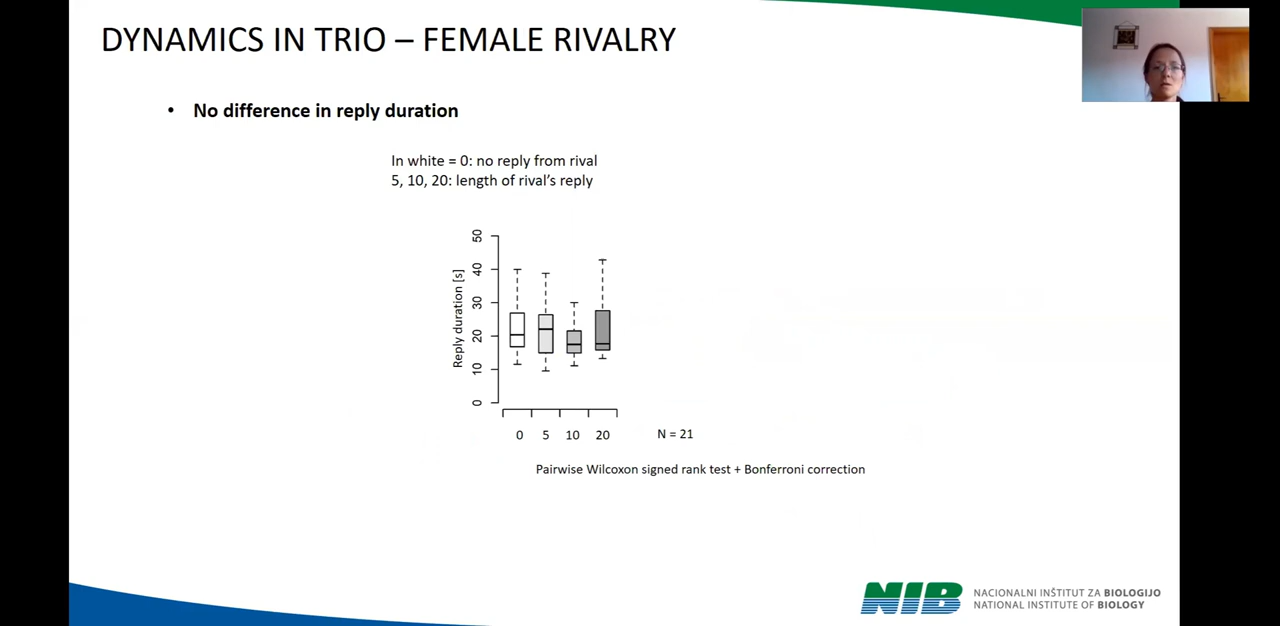 DYNAMICS IN TRIO – FEMALE RIVALRY
• No difference in reply duration
In white = 0: no reply from rival
5, 10, 20: length of rival's reply
Reply duration [s]
50
40
30
20
10
0
0 5 10 20
N = 21
Pairwise Wilcoxon signed rank test + Bonferroni correction
NIB
NACIONALNI INŠTITUT ZA BIOLOGIJO
NATIONAL INSTITUTE OF BIOLOGY